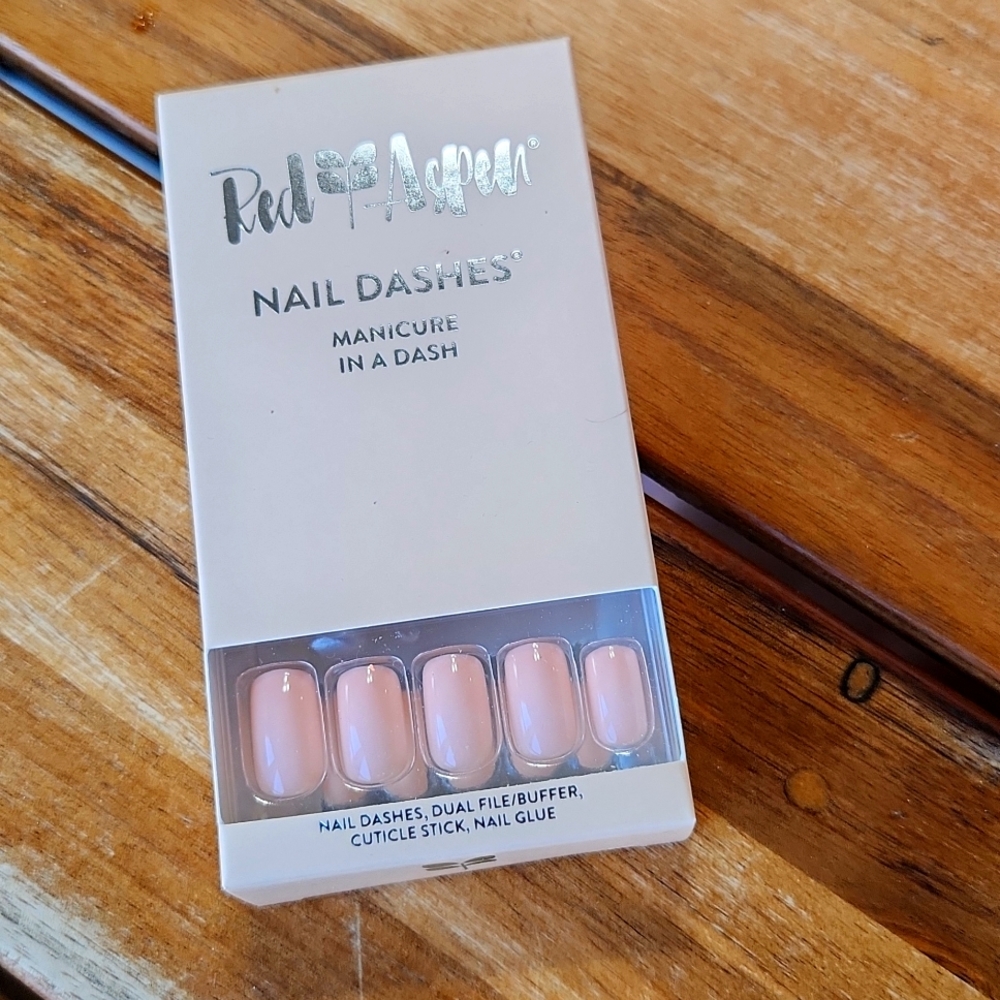 Red Aspen®
NAIL DASHES®
MANICURE
IN A DASH
NAIL DASHES, DUAL FILE/BUFFER,
CUTICLE STICK, NAIL GLUE